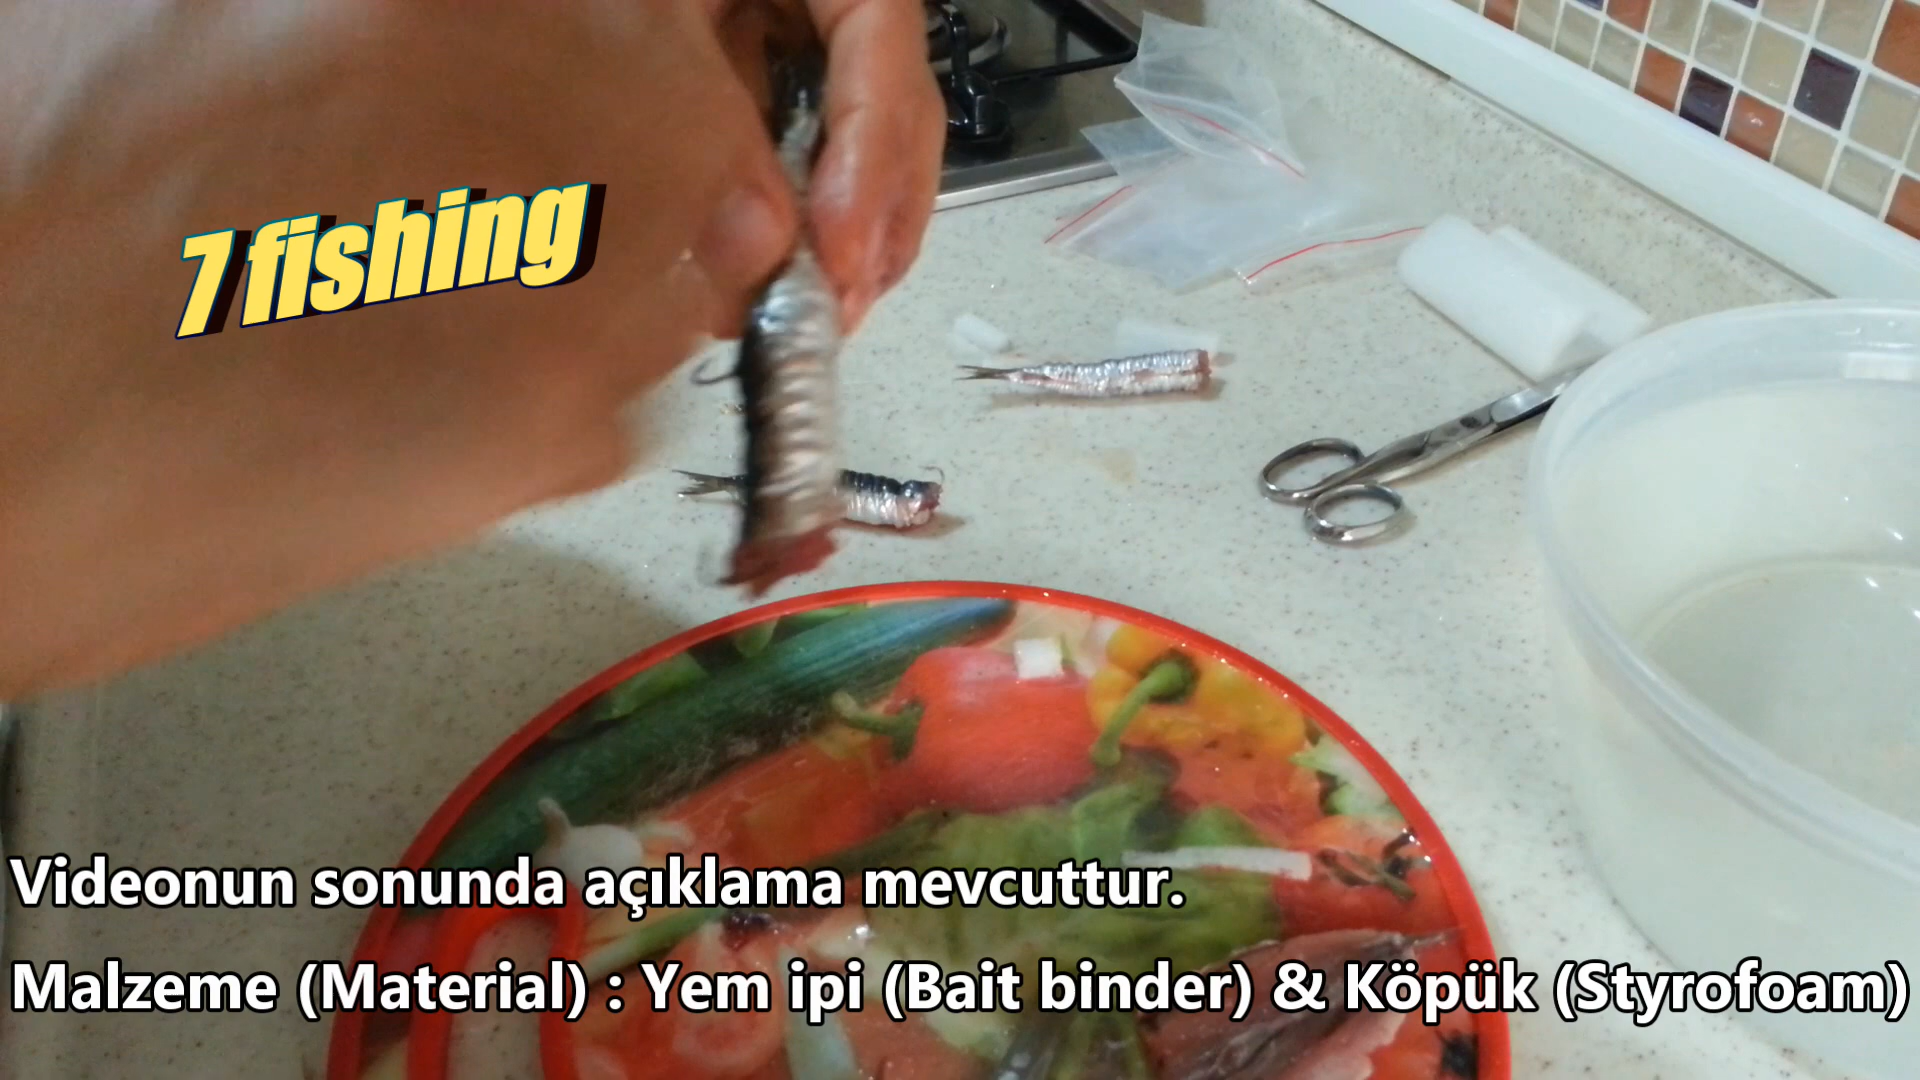 7 fishing
Videonun sonunda açıklama mevcuttur.
Malzeme (Material) : Yem ipi (Bait binder) & Köpük (Styrofoam)